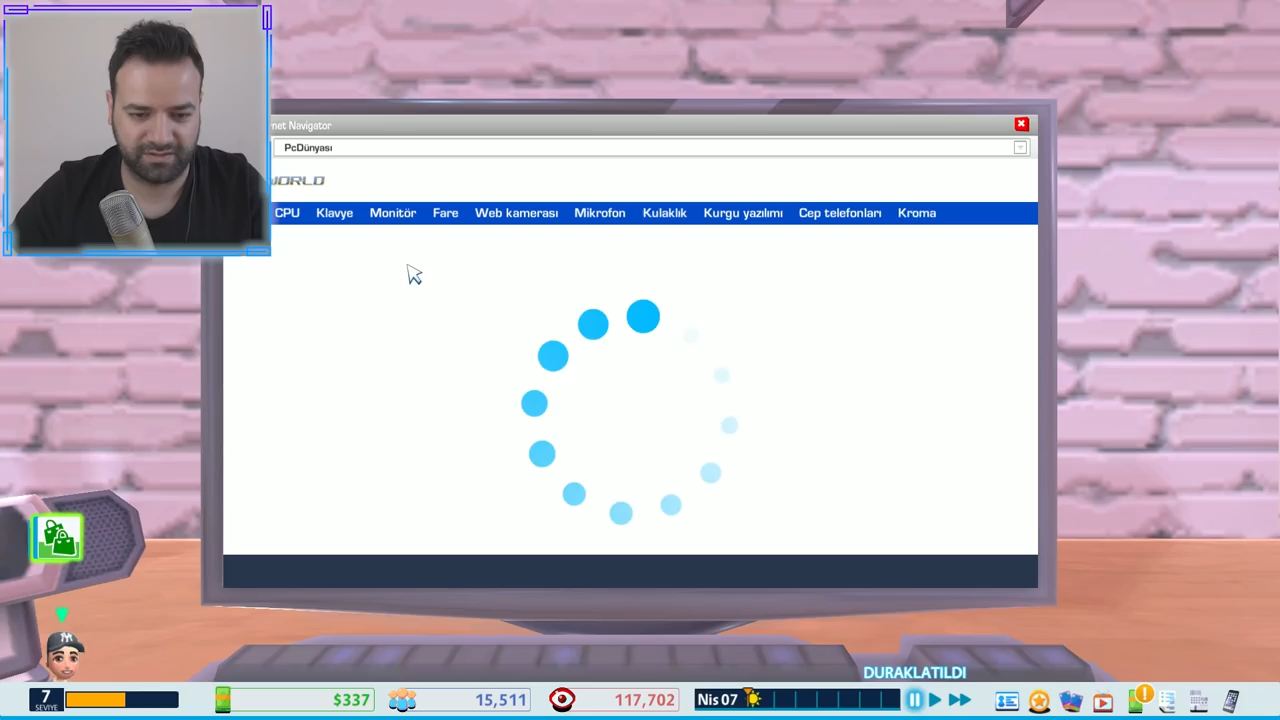 net Navigator
PcDünyası
WORLD
CPU Klavye Monitör Fare Web kamerası Mikrofon Kulaklık Kurgu yazılımı Cep telefonları Kroma
DURAKLATILDI
7
SEVİYE
$337
15,511
117,702
Nis 07